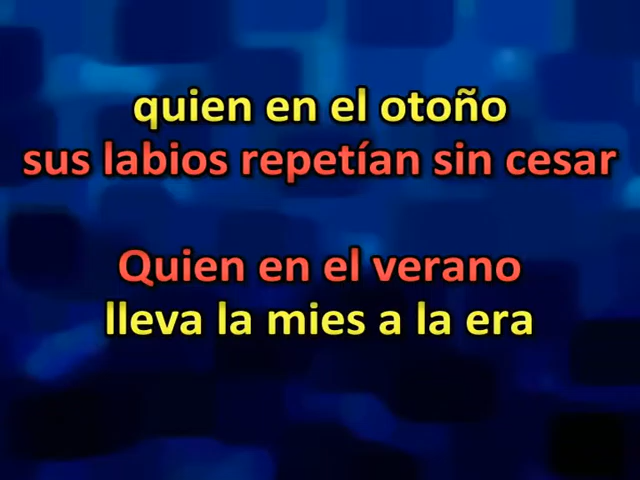 quien en el otoño
sus labios repetían sin cesar
Quien en el verano
lleva la mies a la era